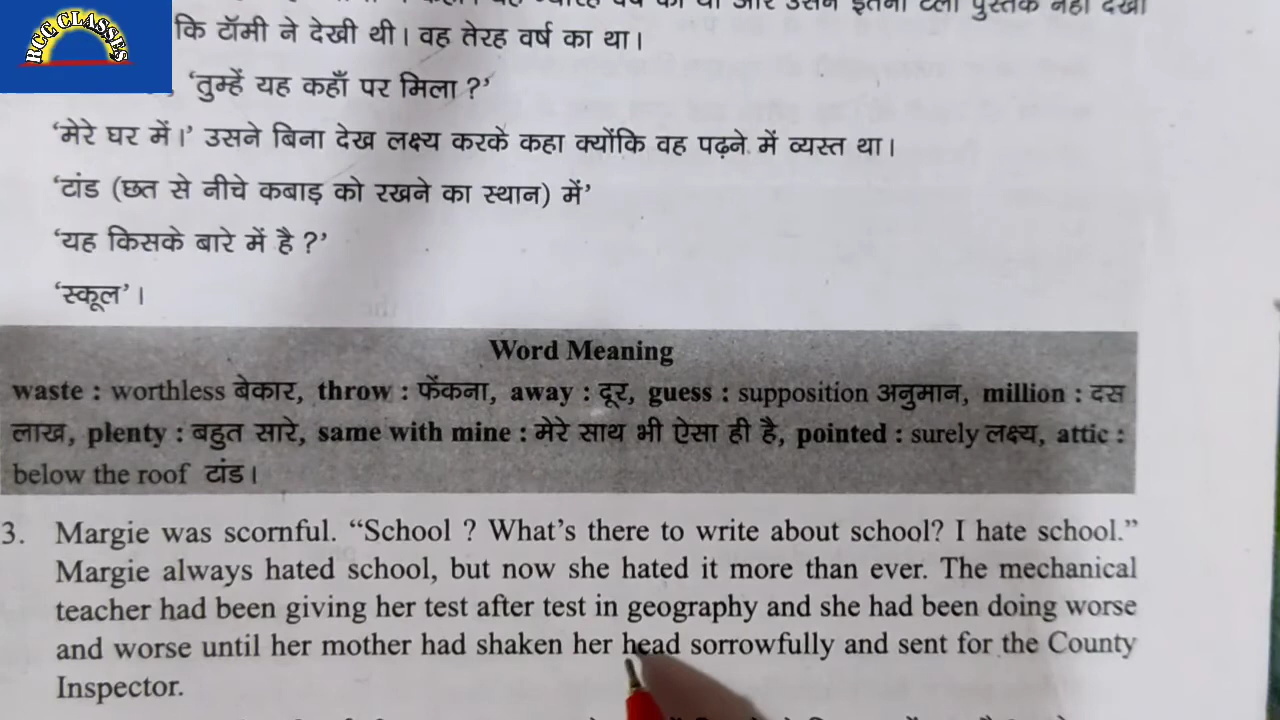 RCC CLASSES
कि टॉमी ने देखी थी। वह तेरह वर्ष का था।
‘तुम्हें यह कहाँ पर मिला ?’
‘मेरे घर में।’ उसने बिना देख लक्ष्य करके कहा क्योंकि वह पढ़ने में व्यस्त था।
‘टांड (छत से नीचे कबाड़ को रखने का स्थान) में’
‘यह किसके बारे में है ?’
‘स्कूल’।
Word Meaning
waste : worthless बेकार, throw : फेंकना, away : दूर, guess : supposition अनुमान, million : दस
लाख, plenty : बहुत सारे, same with mine : मेरे साथ भी ऐसा ही है, pointed : surely लक्ष्य, attic :
below the roof टांड।
3. Margie was scornful. “School ? What’s there to write about school? I hate school.”
Margie always hated school, but now she hated it more than ever. The mechanical
teacher had been giving her test after test in geography and she had been doing worse
and worse until her mother had shaken her head sorrowfully and sent for the County
Inspector.